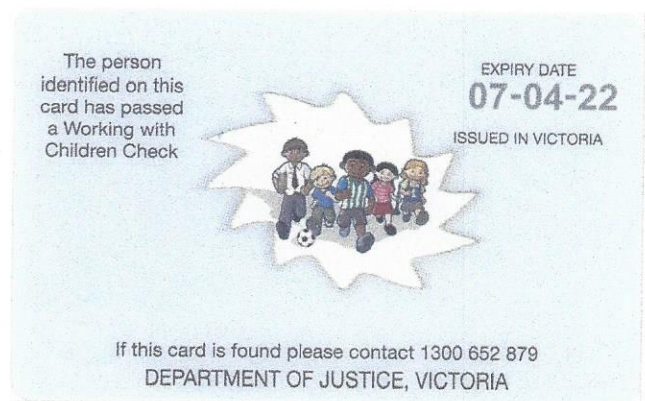 The person
identified on this
card has passed
a Working with
Children Check
EXPIRY DATE
07-04-22
ISSUED IN VICTORIA
If this card is found please contact 1300 652 879
DEPARTMENT OF JUSTICE, VICTORIA